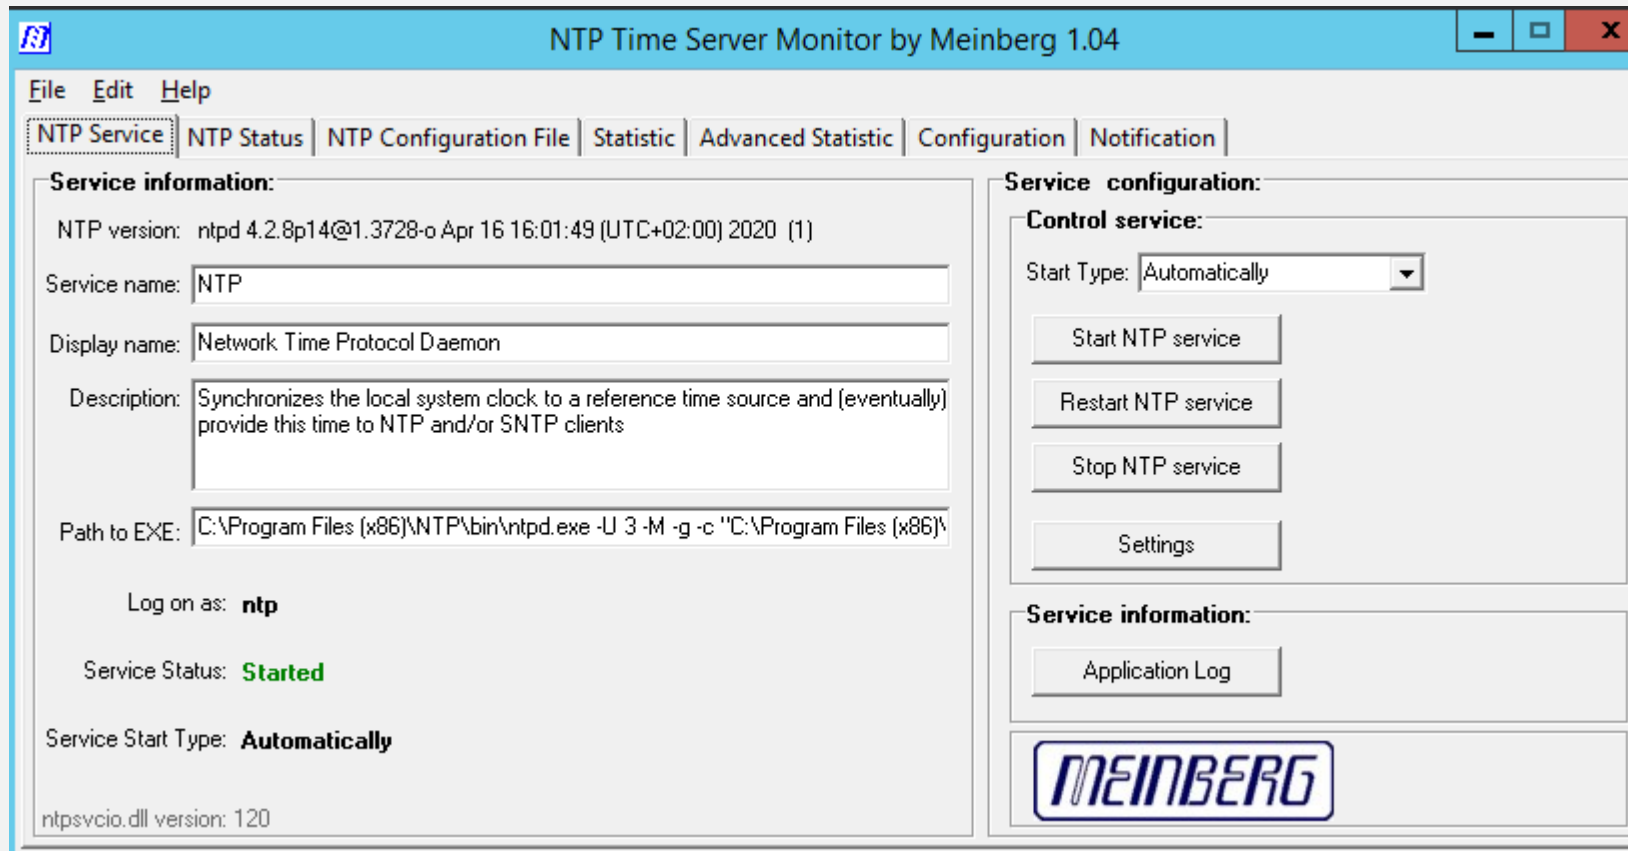 NTP Time Server Monitor by Meinberg 1.04
File Edit Help
NTP Service NTP Status NTP Configuration File Statistic Advanced Statistic Configuration Notification
Service information:
NTP version: ntpd 4.2.8p14@1.3728-o Apr 16 16:01:49 (UTC+02:00) 2020 (1)
Service name: NTP
Display name: Network Time Protocol Daemon
Description: Synchronizes the local system clock to a reference time source and (eventually)
provide this time to NTP and/or SNTP clients
Path to EXE: C:\Program Files (x86)\NTP\bin\ntpd.exe -U 3 -M -g -c "C:\Program Files (x86)\
Log on as: ntp
Service Status: Started
Service Start Type: Automatically
ntpsvcio.dll version: 120
Service configuration:
Control service:
Start Type: Automatically
Start NTP service
Restart NTP service
Stop NTP service
Settings
Service information:
Application Log
MEINBERG